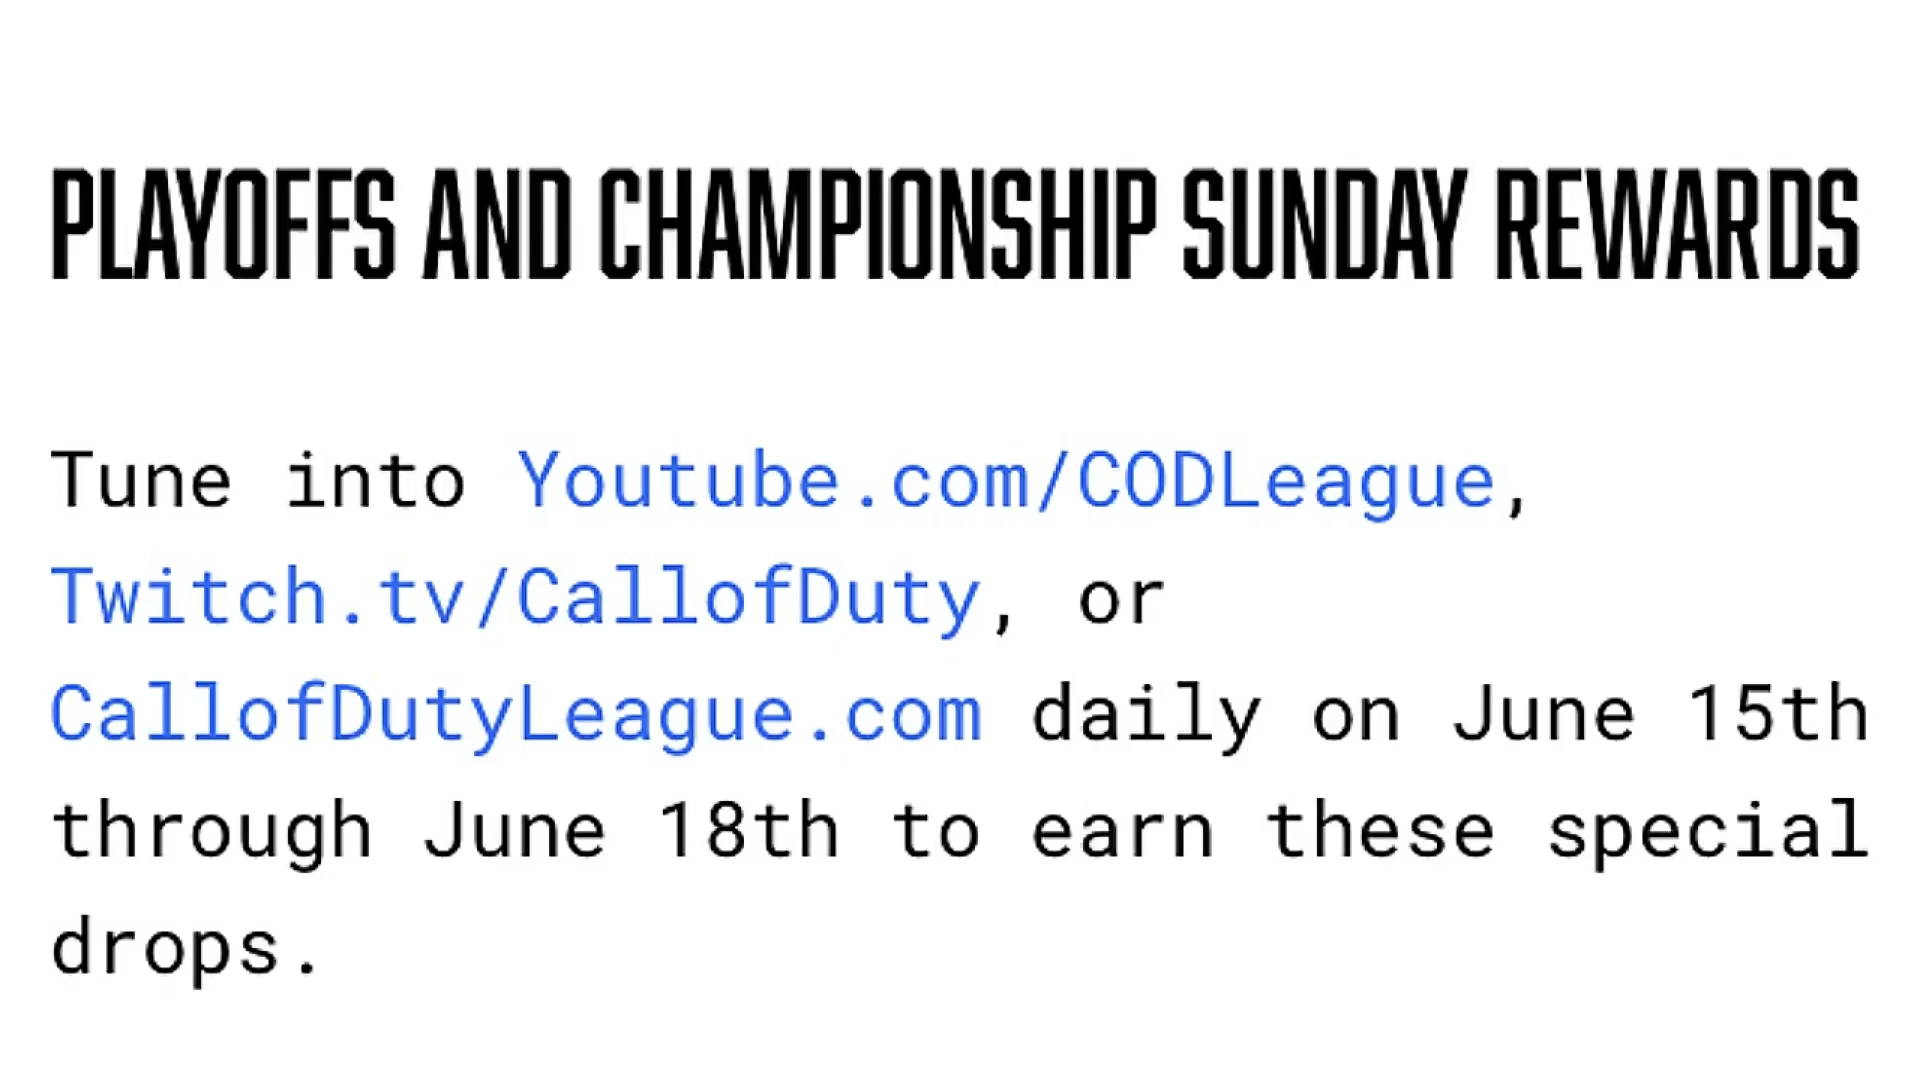 PLAYOFFS AND CHAMPIONSHIP SUNDAY REWARDS
Tune into Youtube.com/CODLeague,
Twitch.tv/CallofDuty, or
CallofDutyLeague.com daily on June 15th
through June 18th to earn these special
drops.